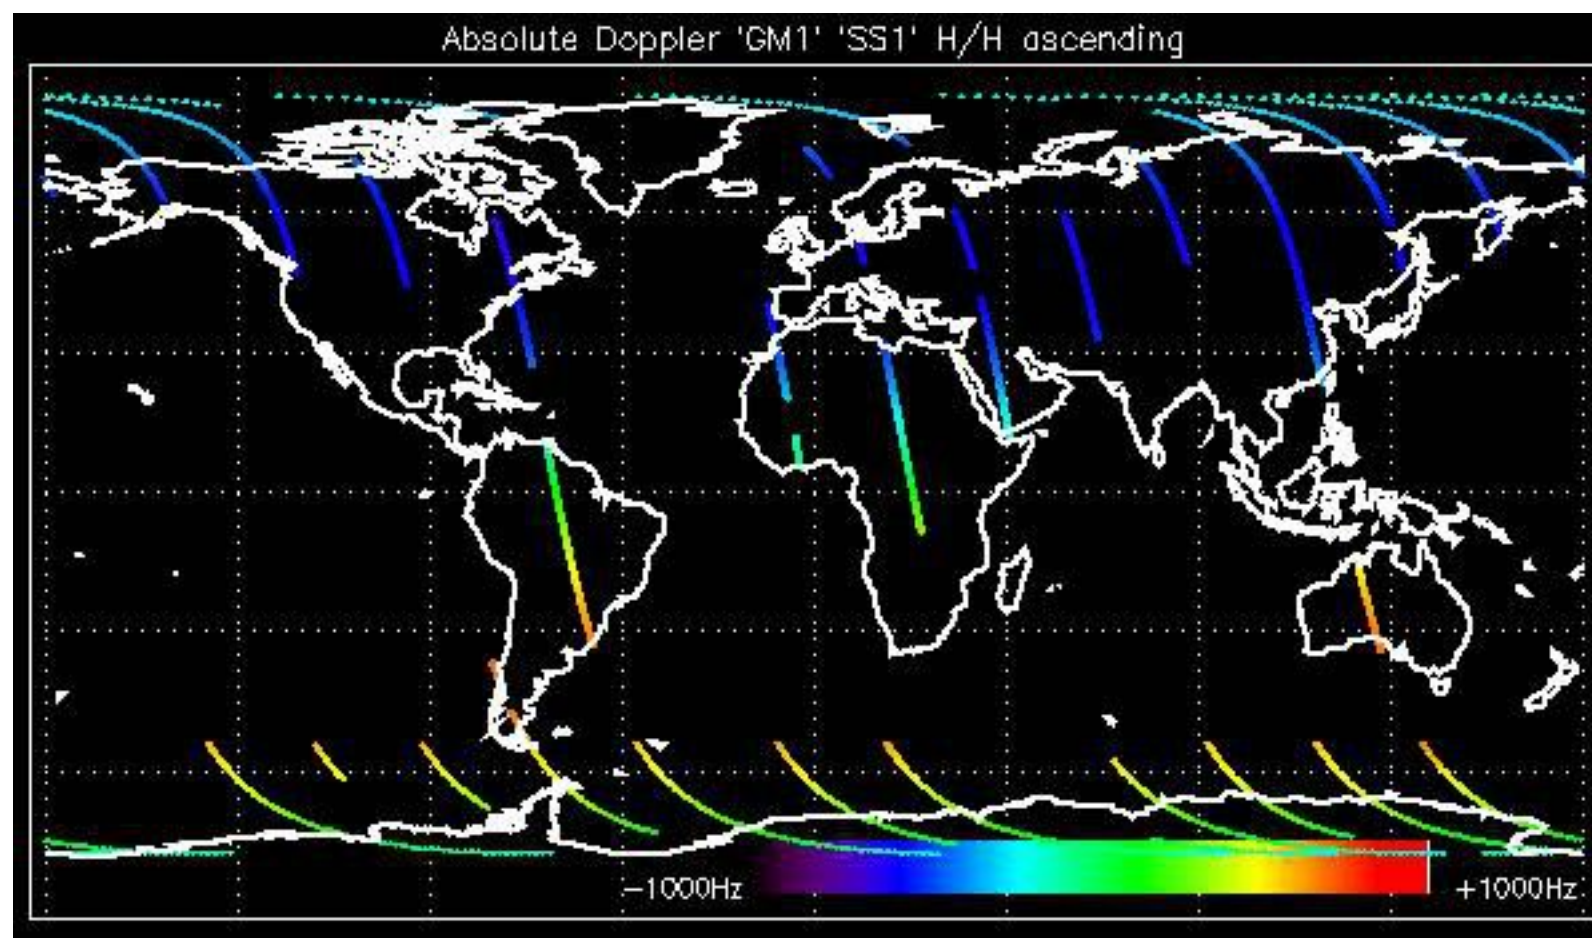 Absolute Doppler 'GM1' 'SS1' H/H ascending
−1000Hz
+1000Hz